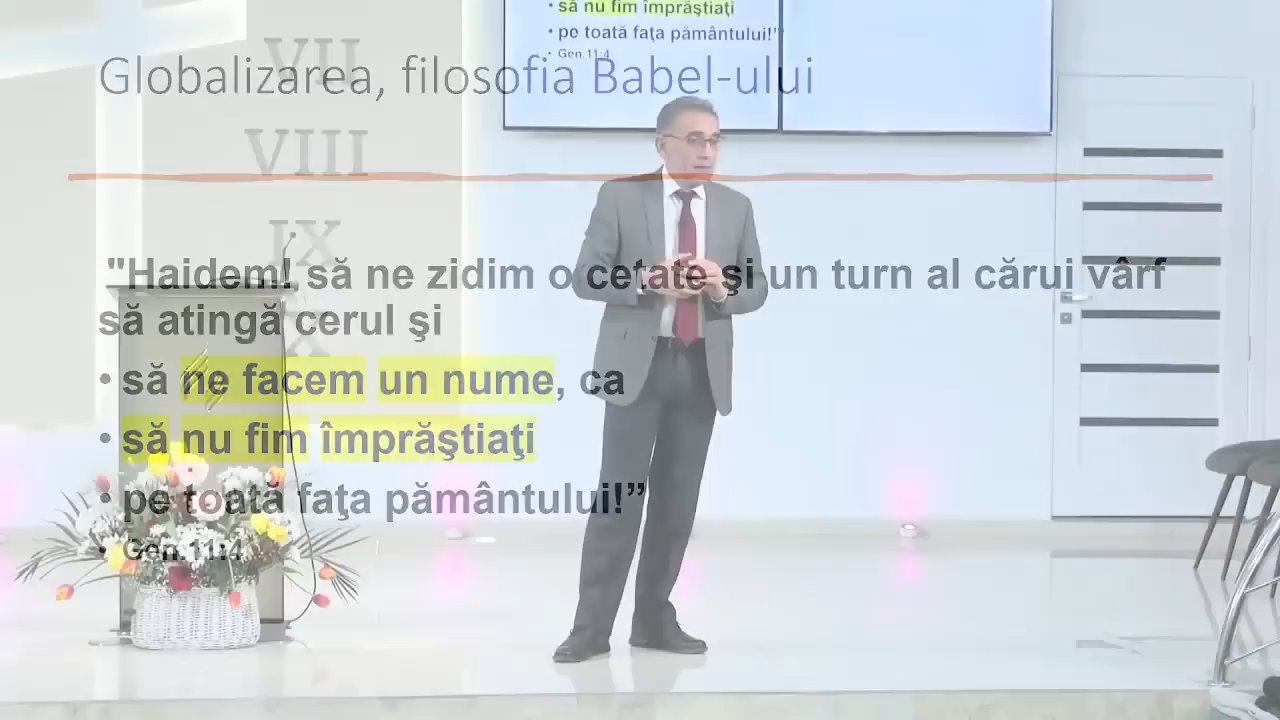 • să nu fim împrăştiaţi
• pe toată faţa pământului!”
• Gen.11:4
Globalizarea, filosofia Babel-ului
VII
VIII
IX
X
"Haidem! să ne zidim o cetate şi un turn al cărui vârf
să atingă cerul şi
• să ne facem un nume, ca
• să nu fim împrăştiaţi
• pe toată faţa pământului!”
• Gen.11:4